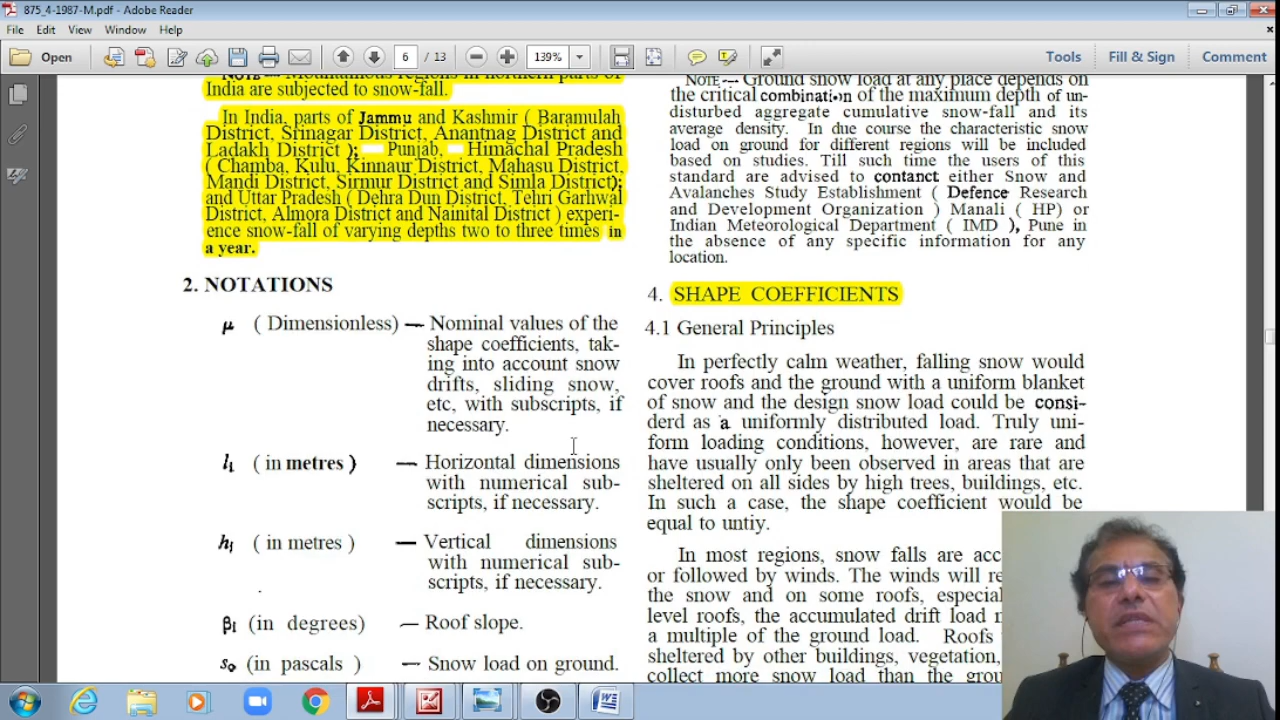 875_4-1987-M.pdf - Adobe Reader
File Edit View Window Help
Open
6 / 13
139%
Tools Fill & Sign Comment
NOTE — Mountainous regions in northern parts of
India are subjected to snow-fall.
In India, parts of Jammu and Kashmir ( Baramulah
District, Srinagar District, Anantnag District and
Ladakh District ); Punjab, Himachal Pradesh
( Chamba, Kulu, Kinnaur District, Mahasu District,
Mandi District, Sirmur District and Simla District);
and Uttar Pradesh ( Dehra Dun District, Tehri Garhwal
District, Almora District and Nainital District ) experi-
ence snow-fall of varying depths two to three times in
a year.
2. NOTATIONS
μ ( Dimensionless) — Nominal values of the
shape coefficients, tak-
ing into account snow
drifts, sliding snow,
etc, with subscripts, if
necessary.
l₁ ( in metres ) — Horizontal dimensions
with numerical sub-
scripts, if necessary.
h₁ ( in metres ) — Vertical dimensions
with numerical sub-
scripts, if necessary.
β₁ (in degrees) — Roof slope.
s₀ (in pascals ) — Snow load on ground.
NOTE — Ground snow load at any place depends on
the critical combination of the maximum depth of un-
disturbed aggregate cumulative snow-fall and its
average density. In due course the characteristic snow
load on ground for different regions will be included
based on studies. Till such time the users of this
standard are advised to contanct either Snow and
Avalanches Study Establishment ( Defence Research
and Development Organization ) Manali ( HP) or
Indian Meteorological Department ( IMD ), Pune in
the absence of any specific information for any
location.
4. SHAPE COEFFICIENTS
4.1 General Principles
In perfectly calm weather, falling snow would
cover roofs and the ground with a uniform blanket
of snow and the design snow load could be consi-
derd as a uniformly distributed load. Truly uni-
form loading conditions, however, are rare and
have usually only been observed in areas that are
sheltered on all sides by high trees, buildings, etc.
In such a case, the shape coefficient would be
equal to untiy.
In most regions, snow falls are
or followed by winds. The winds will
the snow and on some roofs,
level roofs, the accumulated drift load
a multiple of the ground load. Roofs
sheltered by other buildings, vegetation,
collect more snow load than the